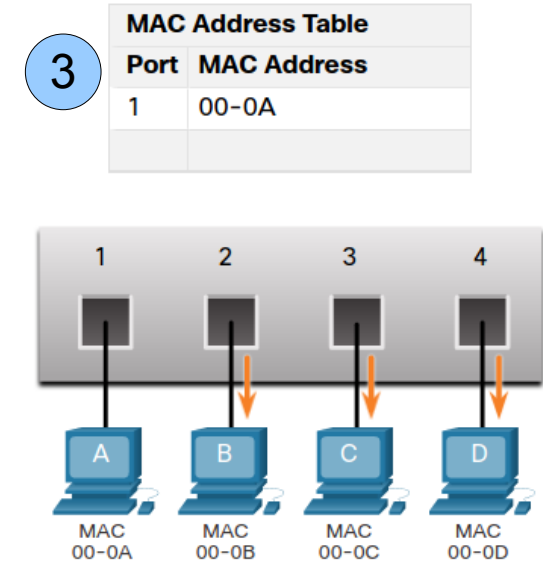 3
MAC Address Table
Port MAC Address
1 00-0A
1 2 3 4
A B C D
MAC MAC MAC MAC
00-0A 00-0B 00-0C 00-0D